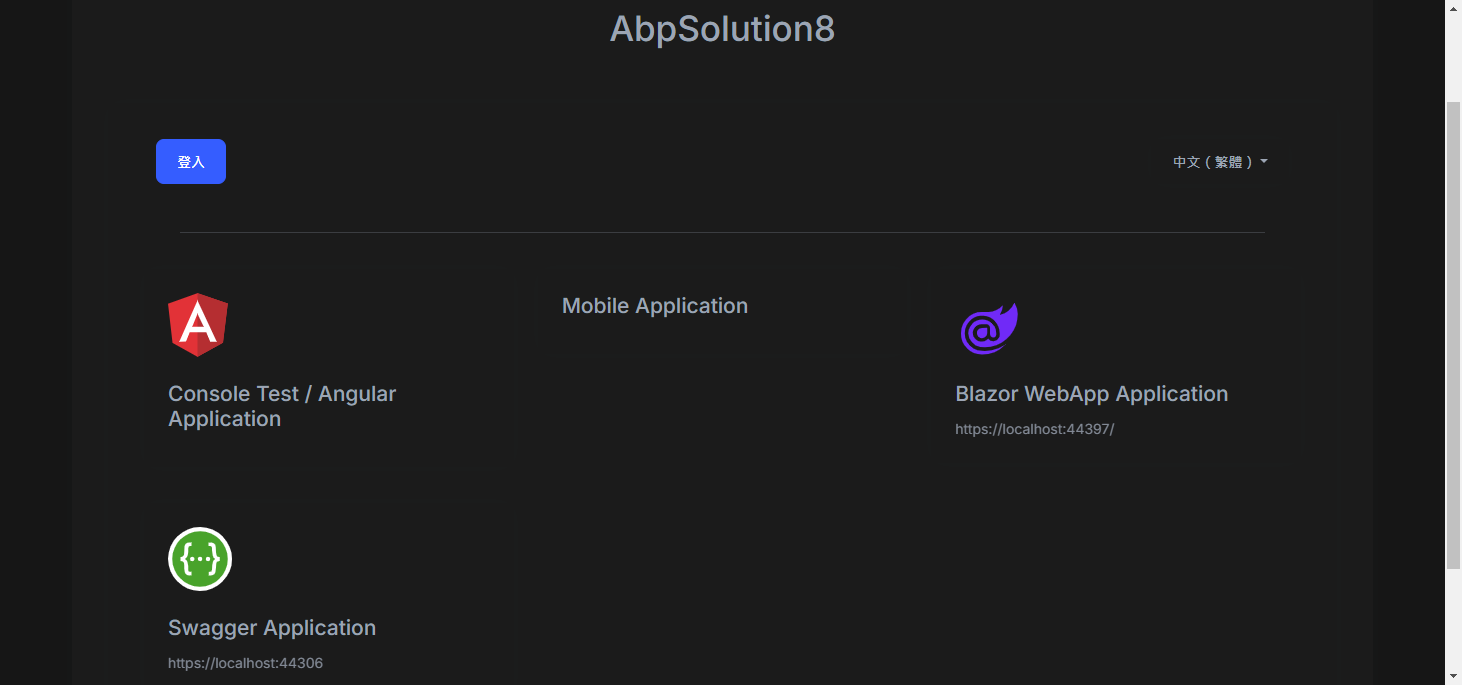 AbpSolution8
登入
中文（繁體）
Console Test / Angular
Application
Mobile Application
Blazor WebApp Application
https://localhost:44397/
Swagger Application
https://localhost:44306